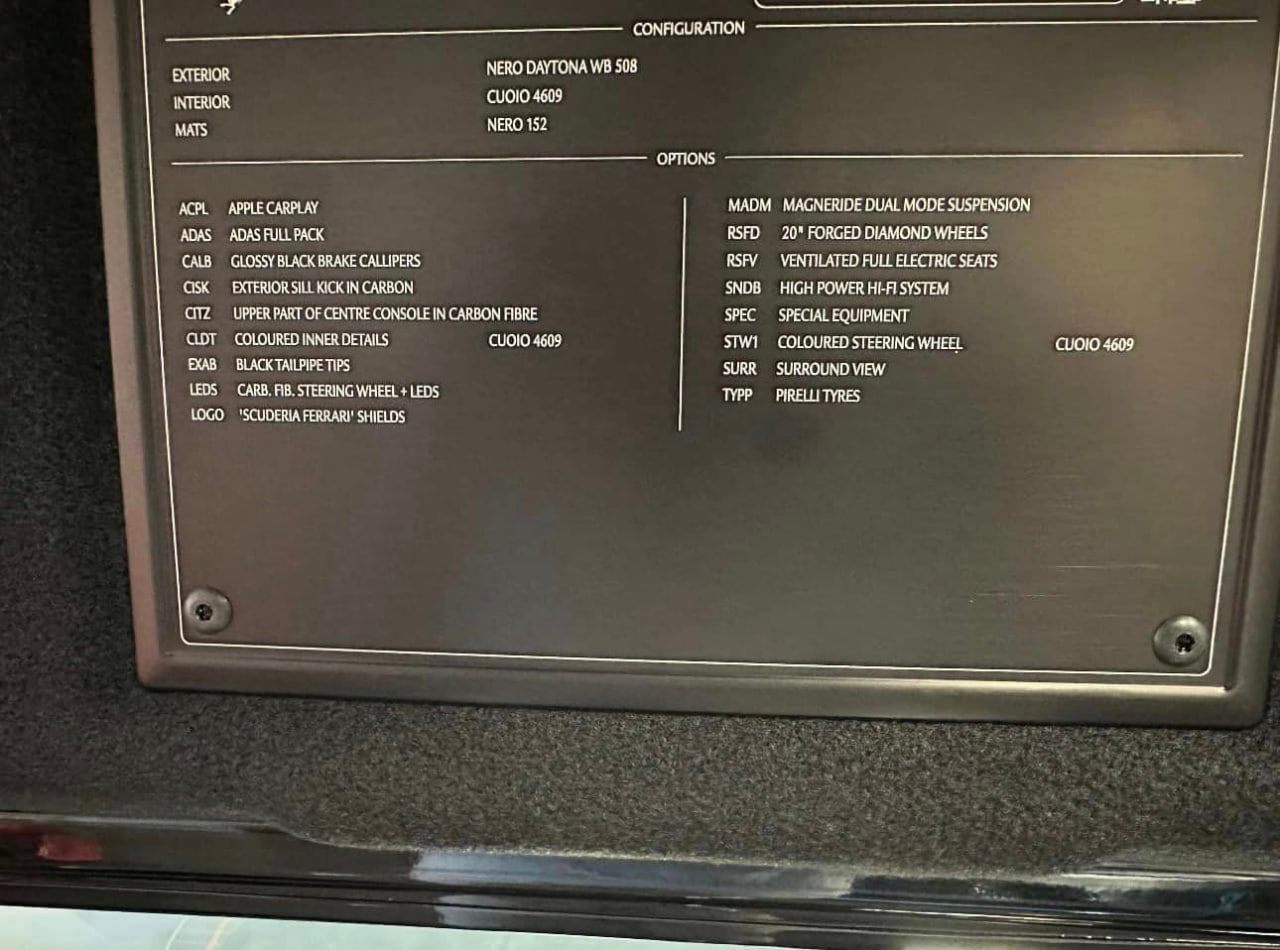 CONFIGURATION
EXTERIOR NERO DAYTONA WB 508
INTERIOR CUOIO 4609
MATS NERO 152
OPTIONS
ACPL APPLE CARPLAY
ADAS ADAS FULL PACK
CALB GLOSSY BLACK BRAKE CALLIPERS
CISK EXTERIOR SILL KICK IN CARBON
CITZ UPPER PART OF CENTRE CONSOLE IN CARBON FIBRE
CLDT COLOURED INNER DETAILS CUOIO 4609
EXAB BLACK TAILPIPE TIPS
LEDS CARB. FIB. STEERING WHEEL + LEDS
LOGO 'SCUDERIA FERRARI' SHIELDS
MADM MAGNERIDE DUAL MODE SUSPENSION
RSFD 20" FORGED DIAMOND WHEELS
RSFV VENTILATED FULL ELECTRIC SEATS
SNDB HIGH POWER HI-FI SYSTEM
SPEC SPECIAL EQUIPMENT
STW1 COLOURED STEERING WHEEL CUOIO 4609
SURR SURROUND VIEW
TYPP PIRELLI TYRES